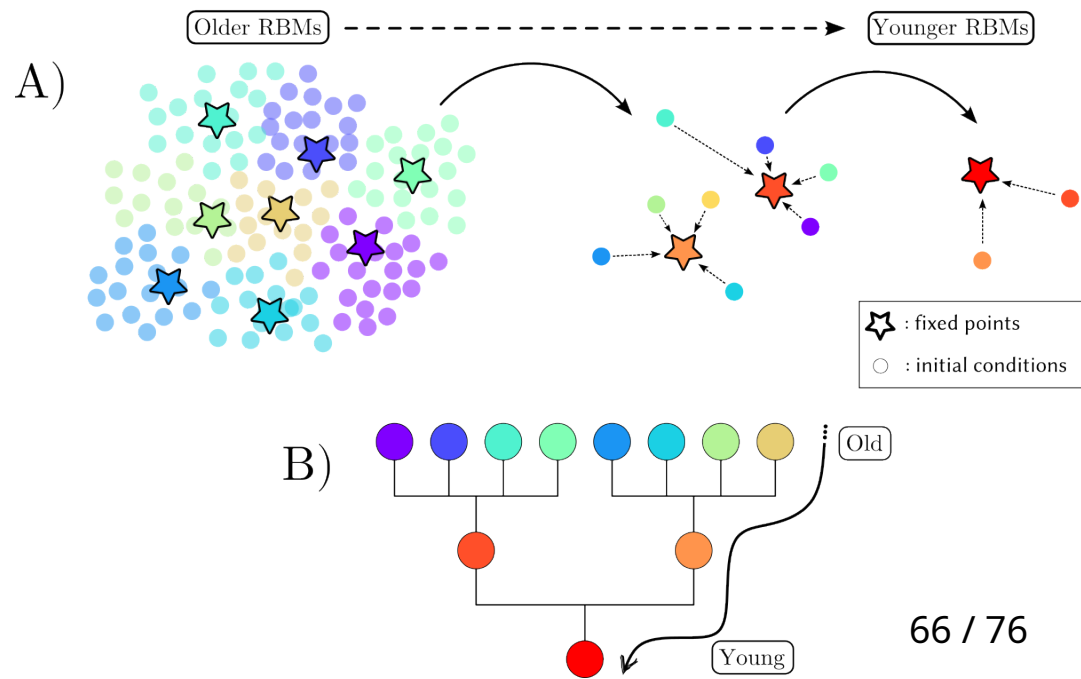 Older RBMs
Younger RBMs
A)
: fixed points
: initial conditions
B)
Old
Young
66 / 76